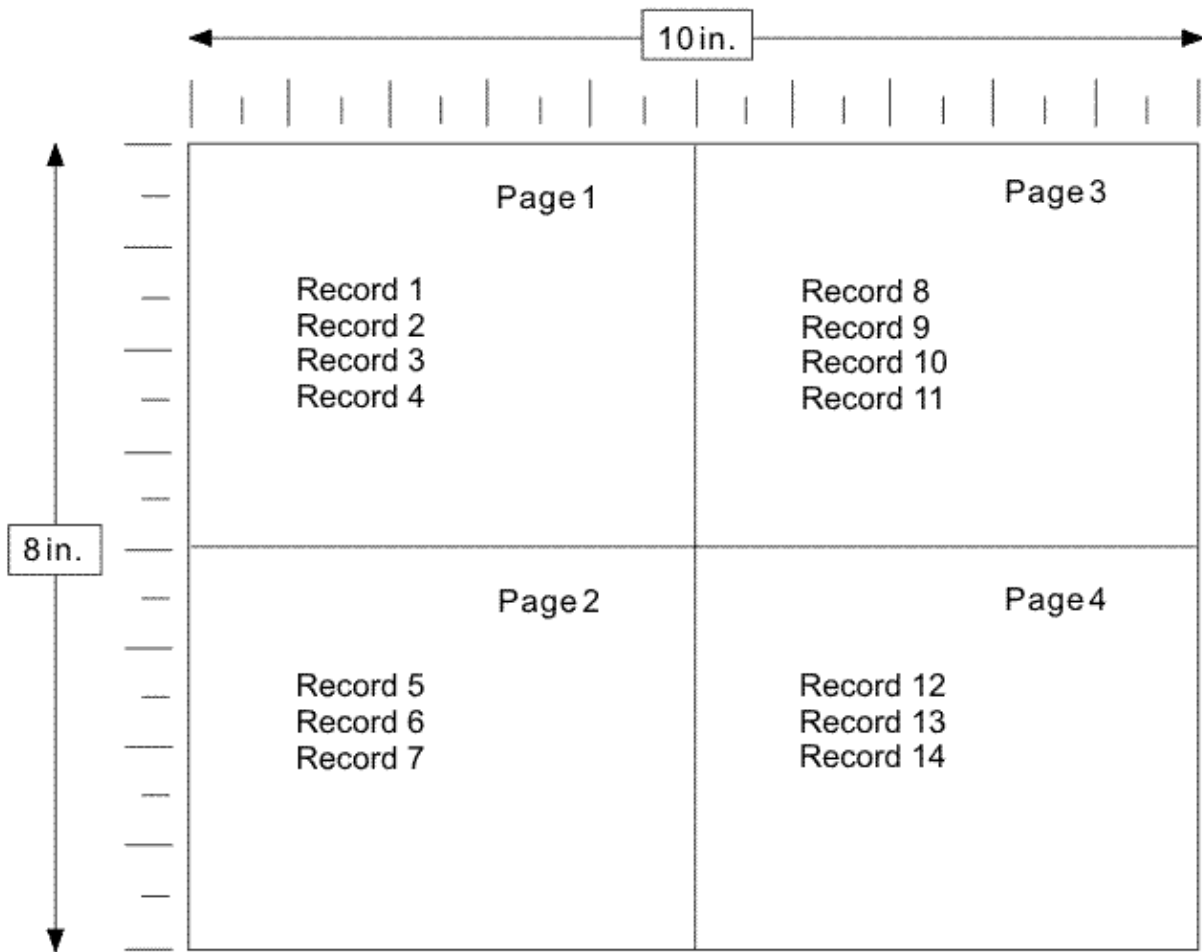 10 in.
8 in.
Page 1
Record 1
Record 2
Record 3
Record 4
Page 2
Record 5
Record 6
Record 7
Page 3
Record 8
Record 9
Record 10
Record 11
Page 4
Record 12
Record 13
Record 14